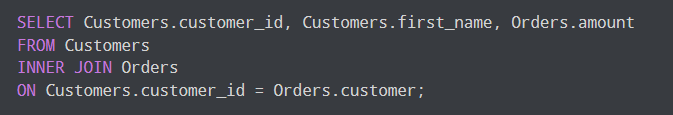 SELECT Customers.customer_id, Customers.first_name, Orders.amount
FROM Customers
INNER JOIN Orders
ON Customers.customer_id = Orders.customer;